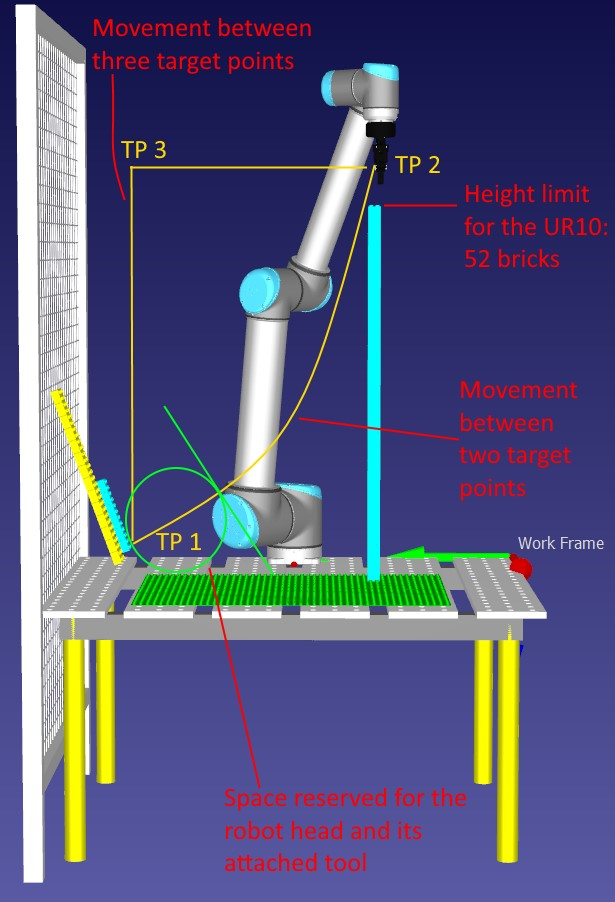 Movement between
three target points
TP 3
TP 2
Height limit
for the UR10:
52 bricks
Movement
between
two target
points
TP 1
Work Frame
Space reserved for the
robot head and its
attached tool